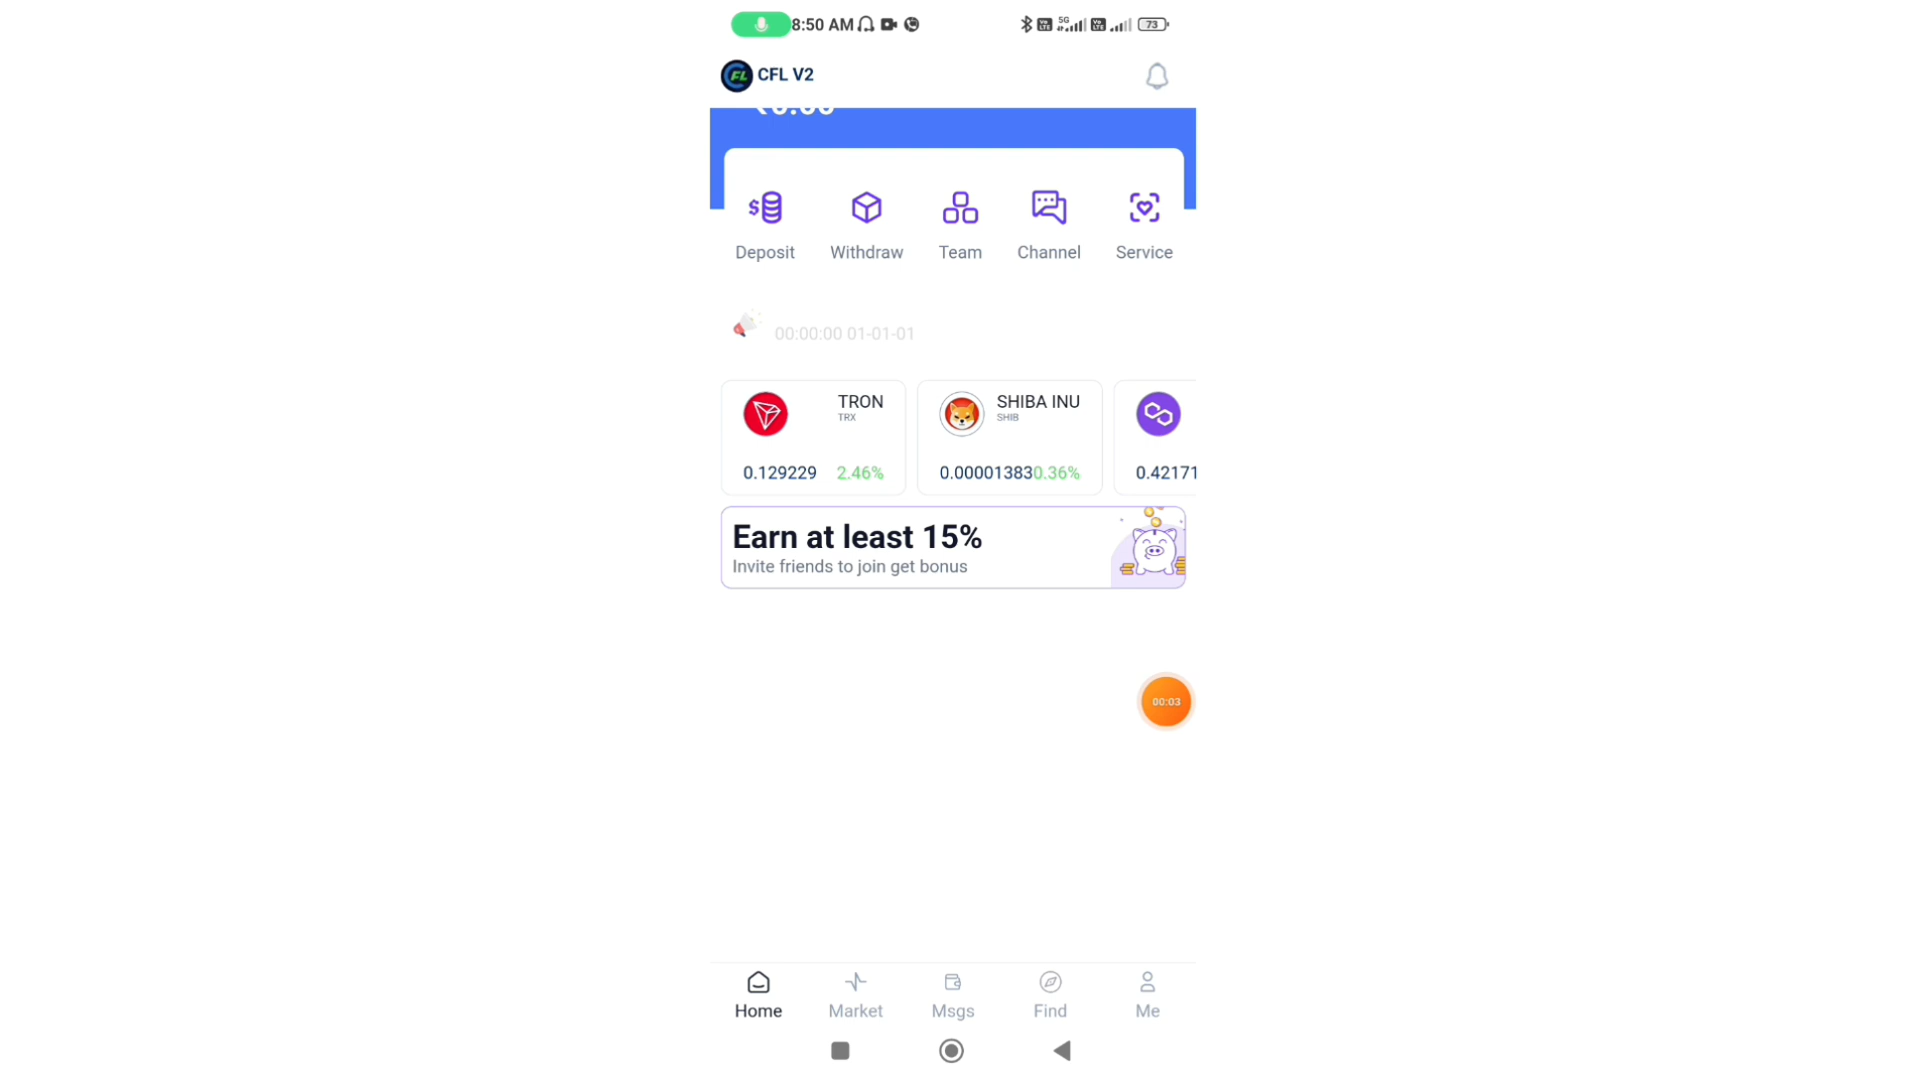 8:50 AM
5G
73
CFL V2
Deposit Withdraw Team Channel Service
00:00:00 01-01-01
TRON
TRX
0.129229 2.46%
SHIBA INU
SHIB
0.00001383 0.36%
0.42171
Earn at least 15%
Invite friends to join get bonus
00:03
Home Market Msgs Find Me